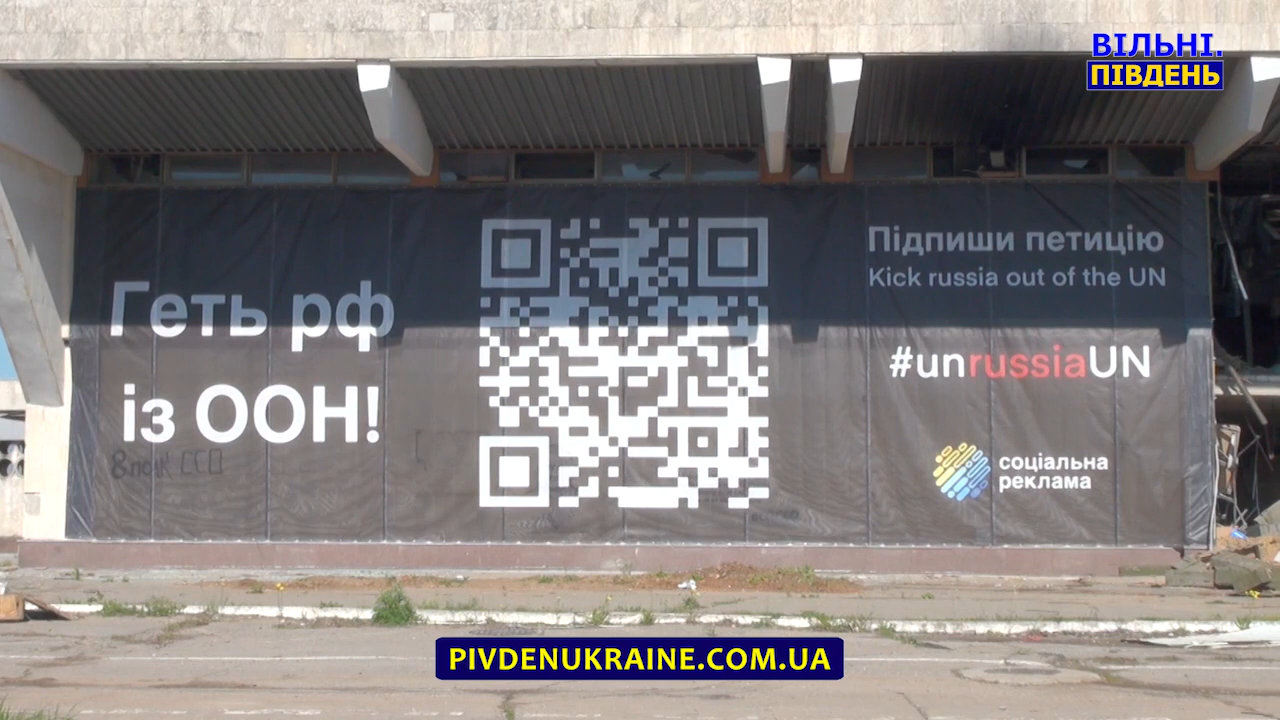 ВІЛЬНІ.
ПІВДЕНЬ
Геть рф
із ООН!
Підпиши петицію
Kick russia out of the UN
#unrussiaUN
соціальна
реклама
PIVDENUKRAINE.COM.UA